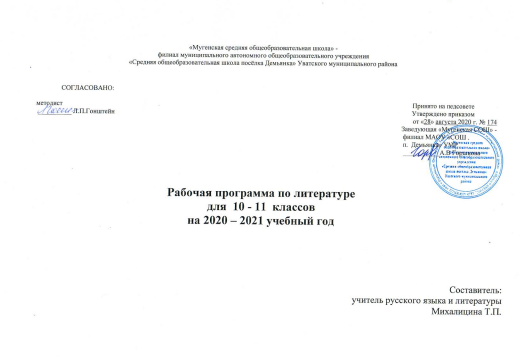 «Мугенская средняя общеобразовательная школа» -
филиал муниципального автономного общеобразовательного учреждения
«Средняя общеобразовательная школа посёлка Демьянка» Уватского муниципального района
СОГЛАСОВАНО:
методист
Л.П.Гонштейн
Принято на педсовете
Утверждено приказом
от «28» августа 2020 г. № 174
Заведующая «Мугенская СОШ» -
филиал МАОУ «СОШ
п. Демьянка» УМР
А.В.
Рабочая программа по литературе
для 10 - 11 классов
на 2020 – 2021 учебный год
Составитель:
учитель русского языка и литературы
Михалицина Т.П.